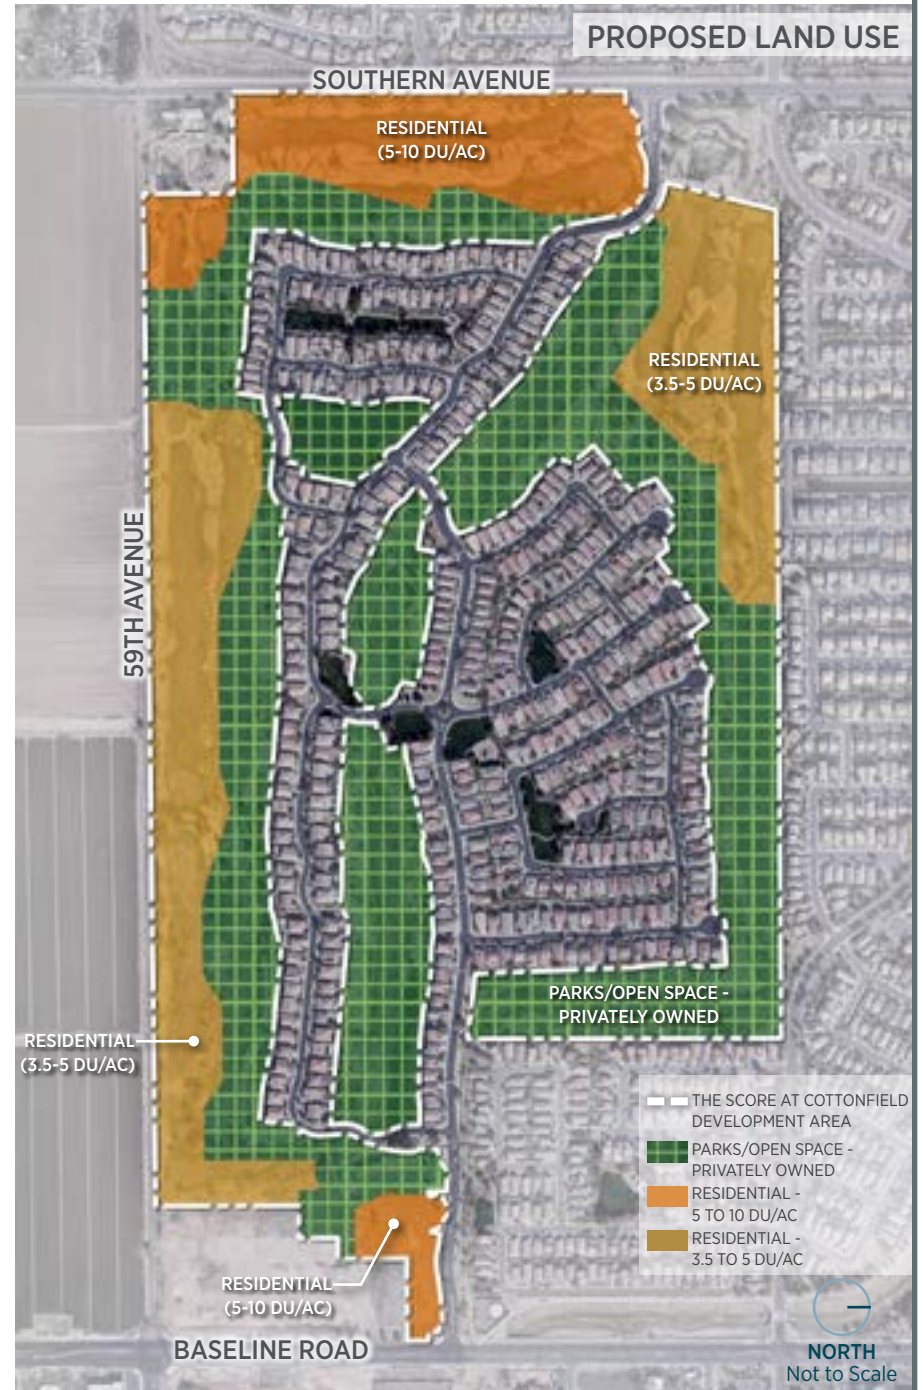 PROPOSED LAND USE
SOUTHERN AVENUE
RESIDENTIAL
(5-10 DU/AC)
RESIDENTIAL
(3.5-5 DU/AC)
59TH AVENUE
PARKS/OPEN SPACE -
PRIVATELY OWNED
RESIDENTIAL
(3.5-5 DU/AC)
THE SCORE AT COTTONFIELD
DEVELOPMENT AREA
PARKS/OPEN SPACE -
PRIVATELY OWNED
RESIDENTIAL -
5 TO 10 DU/AC
RESIDENTIAL -
3.5 TO 5 DU/AC
RESIDENTIAL
(5-10 DU/AC)
BASELINE ROAD
NORTH
Not to Scale